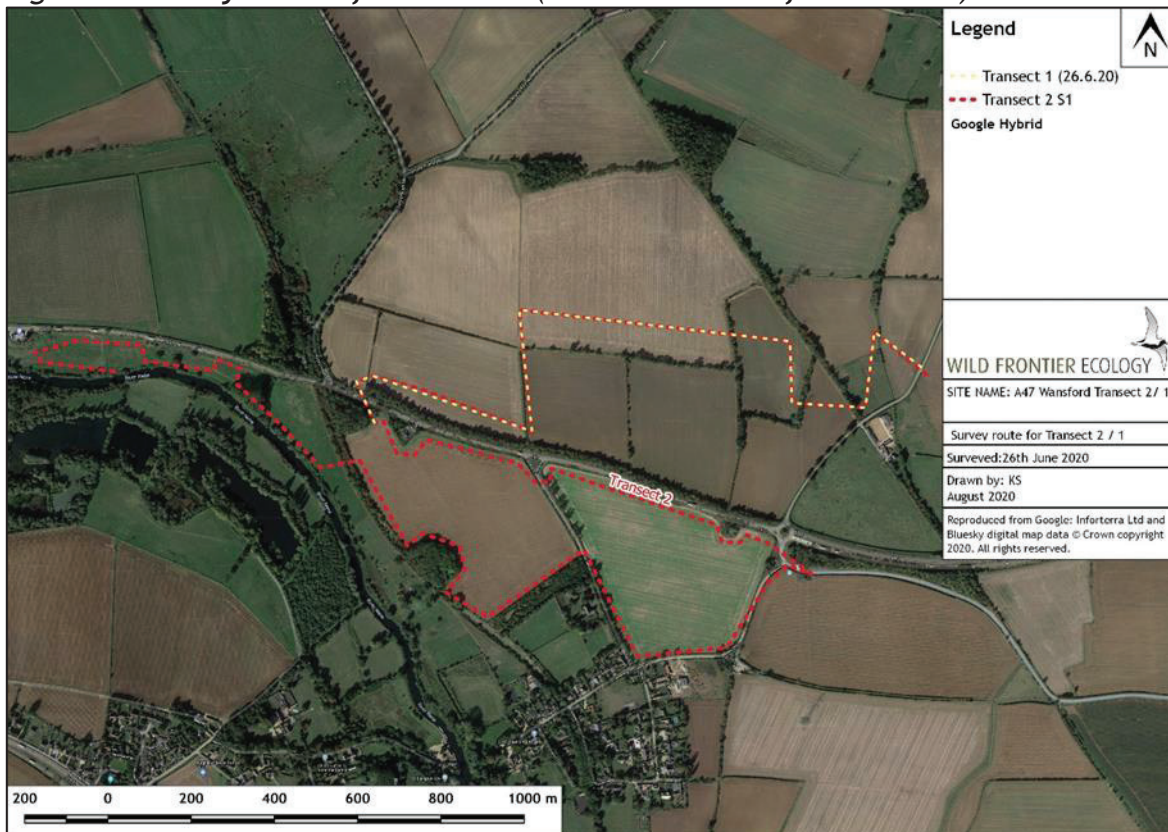 Legend
N
Transect 1 (26.6.20)
Transect 2 S1
Google Hybrid
WILD FRONTIER ECOLOGY
SITE NAME: A47 Wansford Transect 2/ 1
Survey route for Transect 2 / 1
Surveyed:26th June 2020
Drawn by: KS
August 2020
Reproduced from Google: Inforterra Ltd and
Bluesky digital map data © Crown copyright
2020. All rights reserved.
Transect 2
200 0 200 400 600 800 1000 m